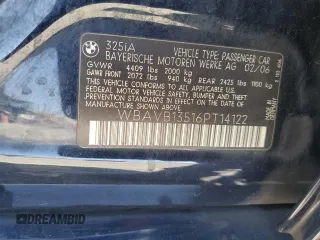 BMW
325iA
VEHICLE TYPE: PASSENGER CAR
BAYERISCHE MOTOREN WERKE AG 02/06
GVWR 4409 lbs 2000 kg
GAWR FRONT 2072 lbs 940 kg REAR 2425 lbs 1100 kg
THIS VEHICLE CONFORMS TO ALL APPLICABLE
FEDERAL MOTOR VEHICLE SAFETY, BUMPER, AND
THEFT PREVENTION STANDARDS IN EFFECT ON THE
DATE OF MANUFACTURE SHOWN ABOVE
WBAVB13516PT14122
DREAMBID